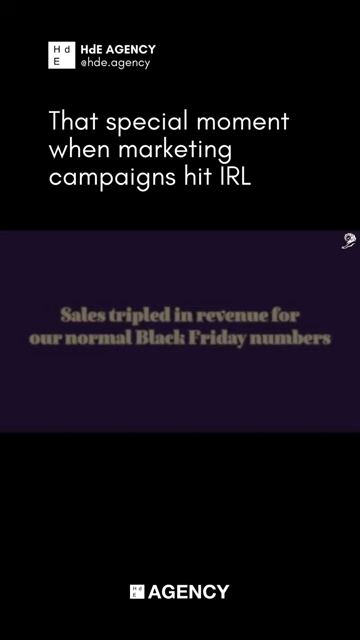 H d
E
HdE AGENCY
@hde.agency
That special moment
when marketing
campaigns hit IRL
Sales tripled in revenue for
our normal Black Friday numbers
H d
E
AGENCY